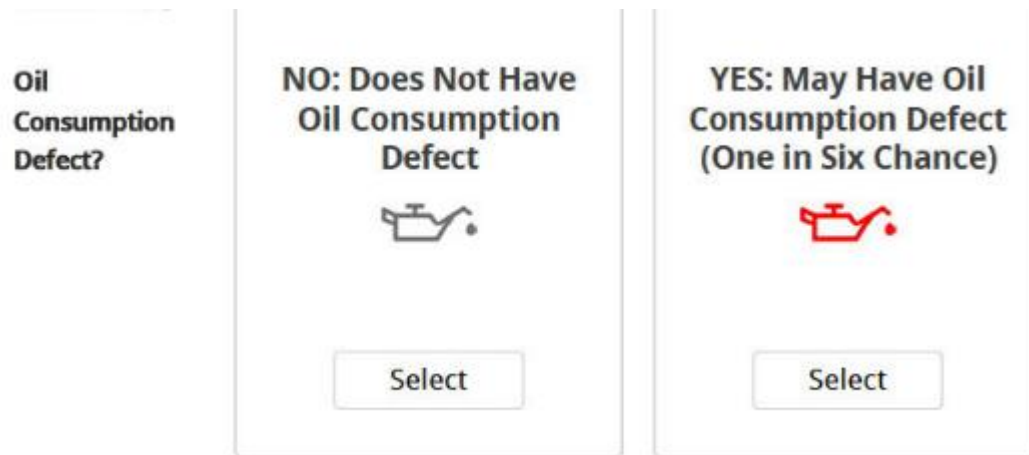 Oil
Consumption
Defect?
NO: Does Not Have
Oil Consumption
Defect
Select
YES: May Have Oil
Consumption Defect
(One in Six Chance)
Select